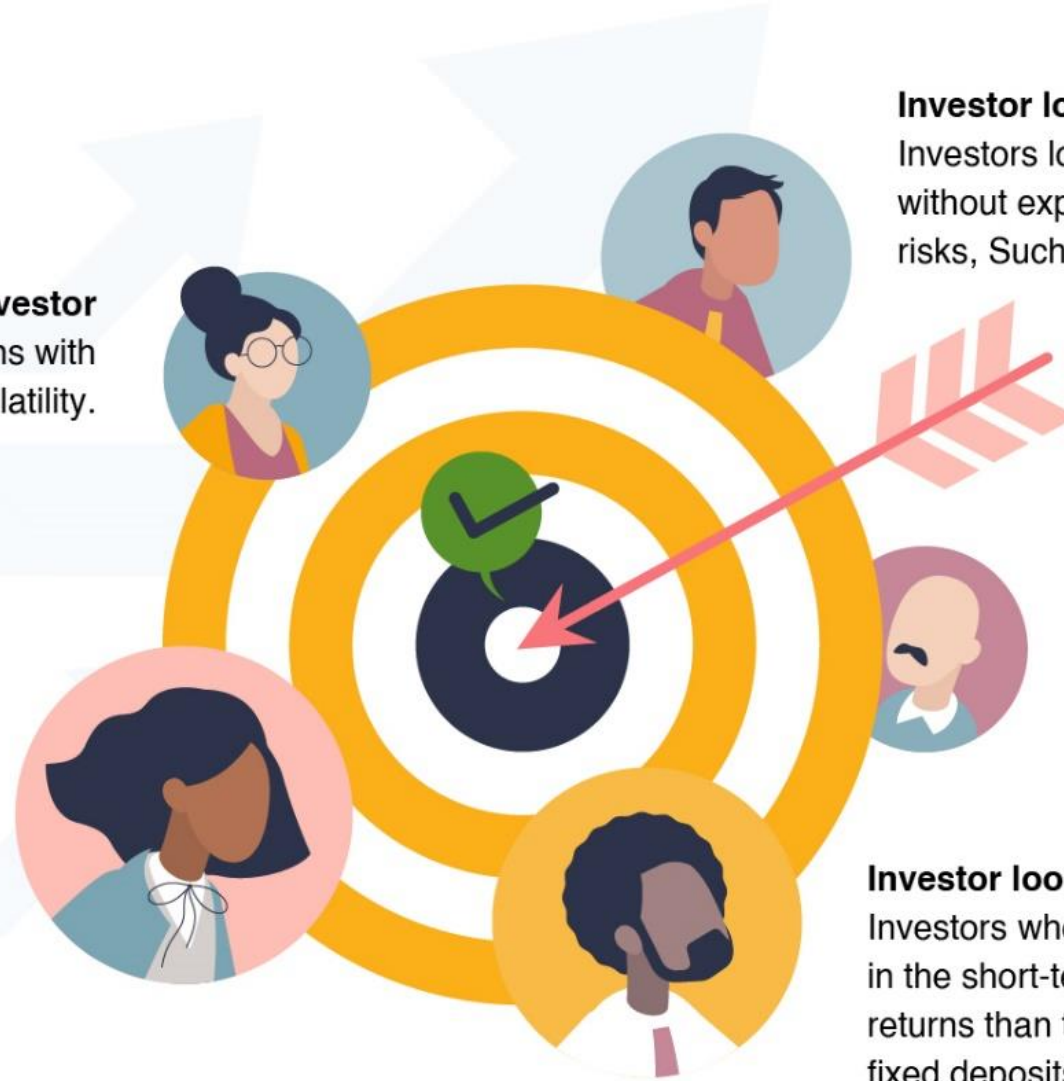 Investor lo
Investors lo
without exp
risks, Such
vestor
ns with
latility.
Investor loo
Investors who
in the short-te
returns than
fixed deposits